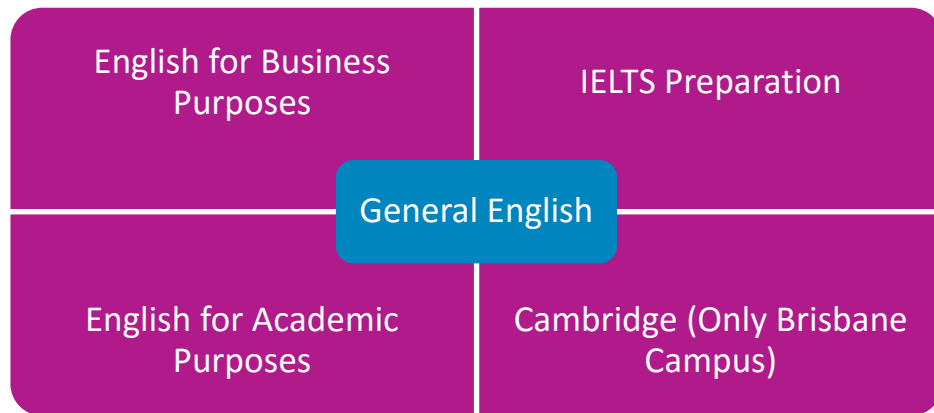 English for Business
Purposes
IELTS Preparation
General English
English for Academic
Purposes
Cambridge (Only Brisbane
Campus)